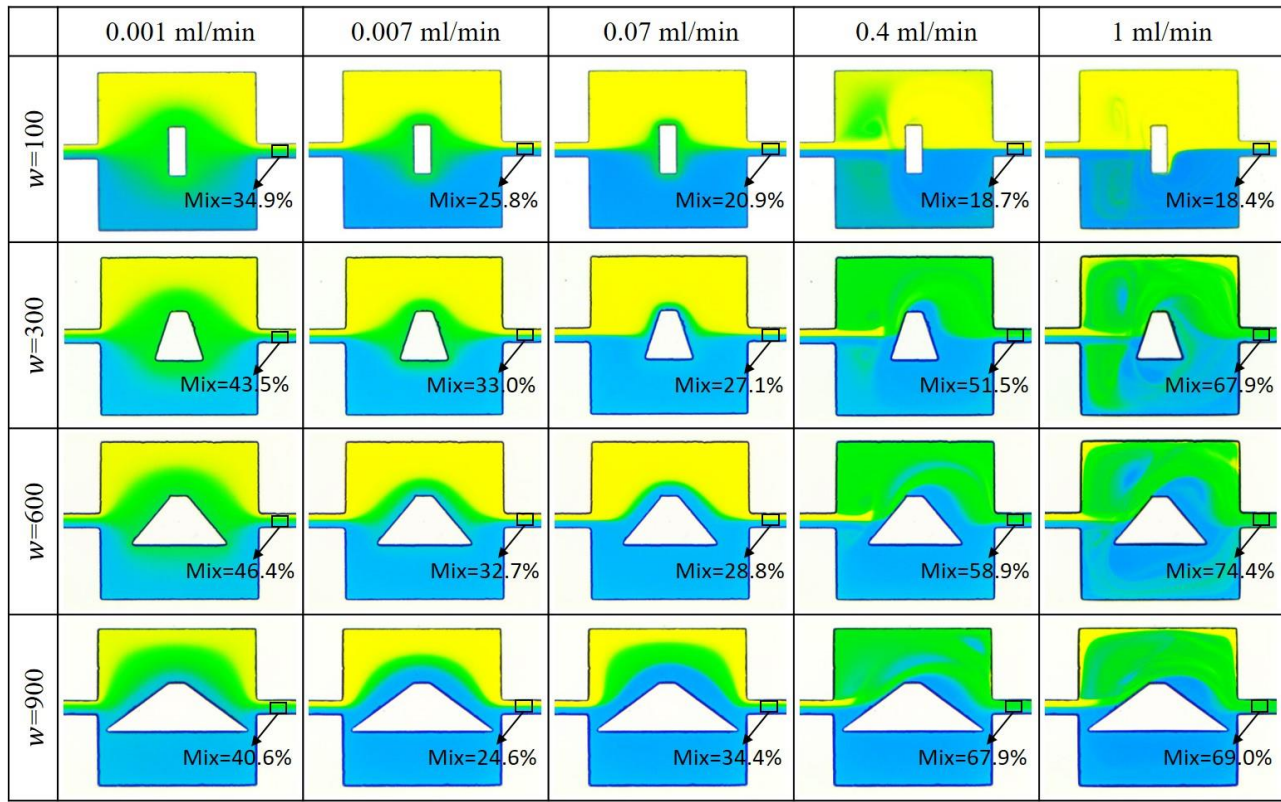 0.001 ml/min 0.007 ml/min 0.07 ml/min 0.4 ml/min 1 ml/min
w=100 Mix=34.9% Mix=25.8% Mix=20.9% Mix=18.7% Mix=18.4%
w=300 Mix=43.5% Mix=33.0% Mix=27.1% Mix=51.5% Mix=67.9%
w=600 Mix=46.4% Mix=32.7% Mix=28.8% Mix=58.9% Mix=74.4%
w=900 Mix=40.6% Mix=24.6% Mix=34.4% Mix=67.9% Mix=69.0%